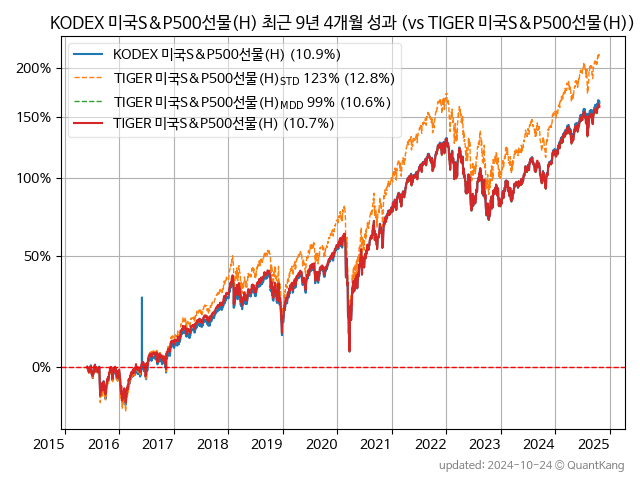 KODEX 미국S&P500선물(H) 최근 9년 4개월 성과 (vs TIGER 미국S&P500선물(H))
KODEX 미국S&P500선물(H) (10.9%)
TIGER 미국S&P500선물(H)STD 123% (12.8%)
TIGER 미국S&P500선물(H)MDD 99% (10.6%)
TIGER 미국S&P500선물(H) (10.7%)
200%
150%
100%
50%
0%
2015 2016 2017 2018 2019 2020 2021 2022 2023 2024 2025
updated: 2024-10-24 © QuantKang